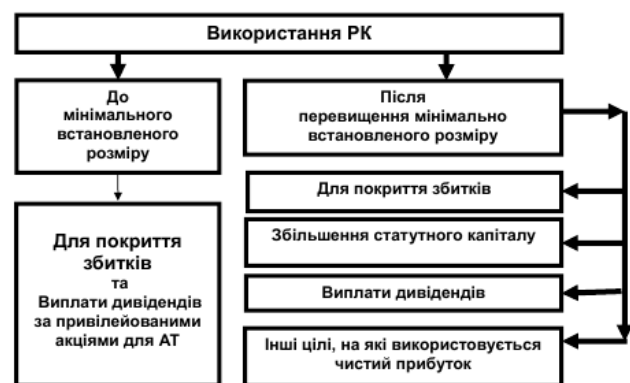 Використання РК
До
мінімального
встановленого
розміру
Після
перевищення мінімально
встановленого розміру
Для покриття
збитків
та
Виплати дивідендів
за привілейованими
акціями для АТ
Для покриття збитків
Збільшення статутного капіталу
Виплати дивідендів
Інші цілі, на які використовується
чистий прибуток